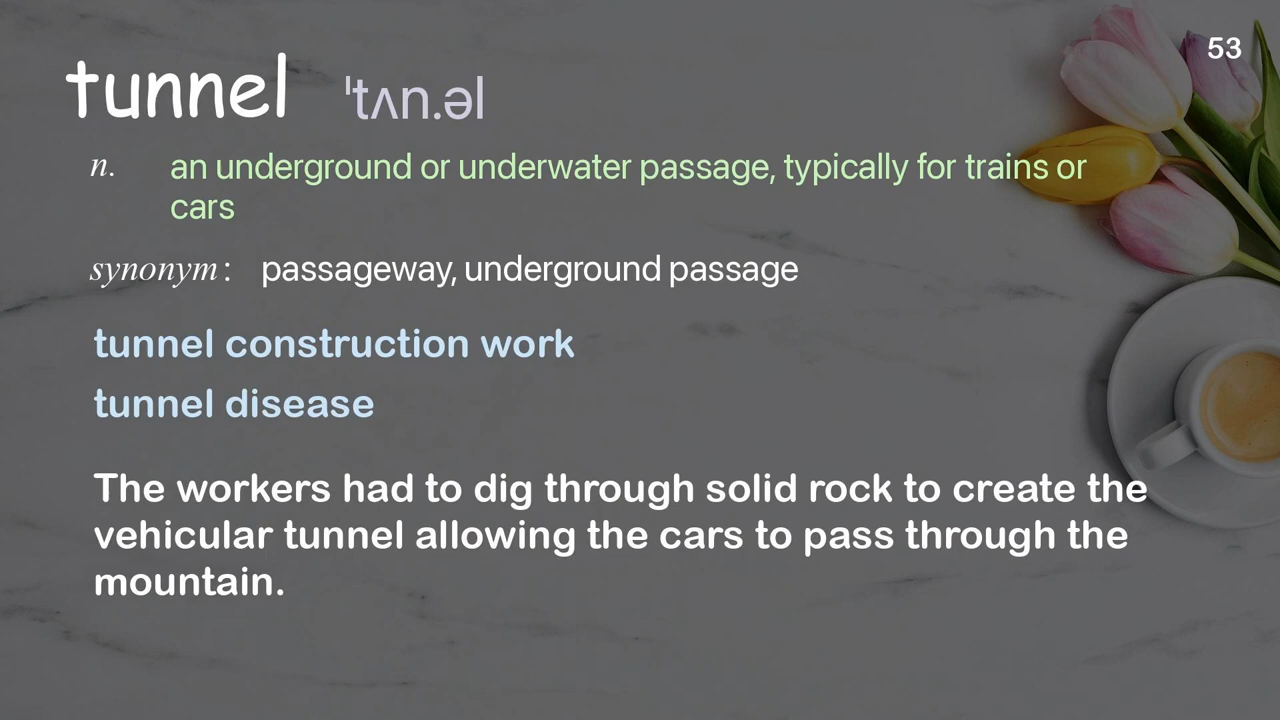 53
tunnel ˈtʌn.əl
n. an underground or underwater passage, typically for trains or
cars
synonym : passageway, underground passage
tunnel construction work
tunnel disease
The workers had to dig through solid rock to create the
vehicular tunnel allowing the cars to pass through the
mountain.